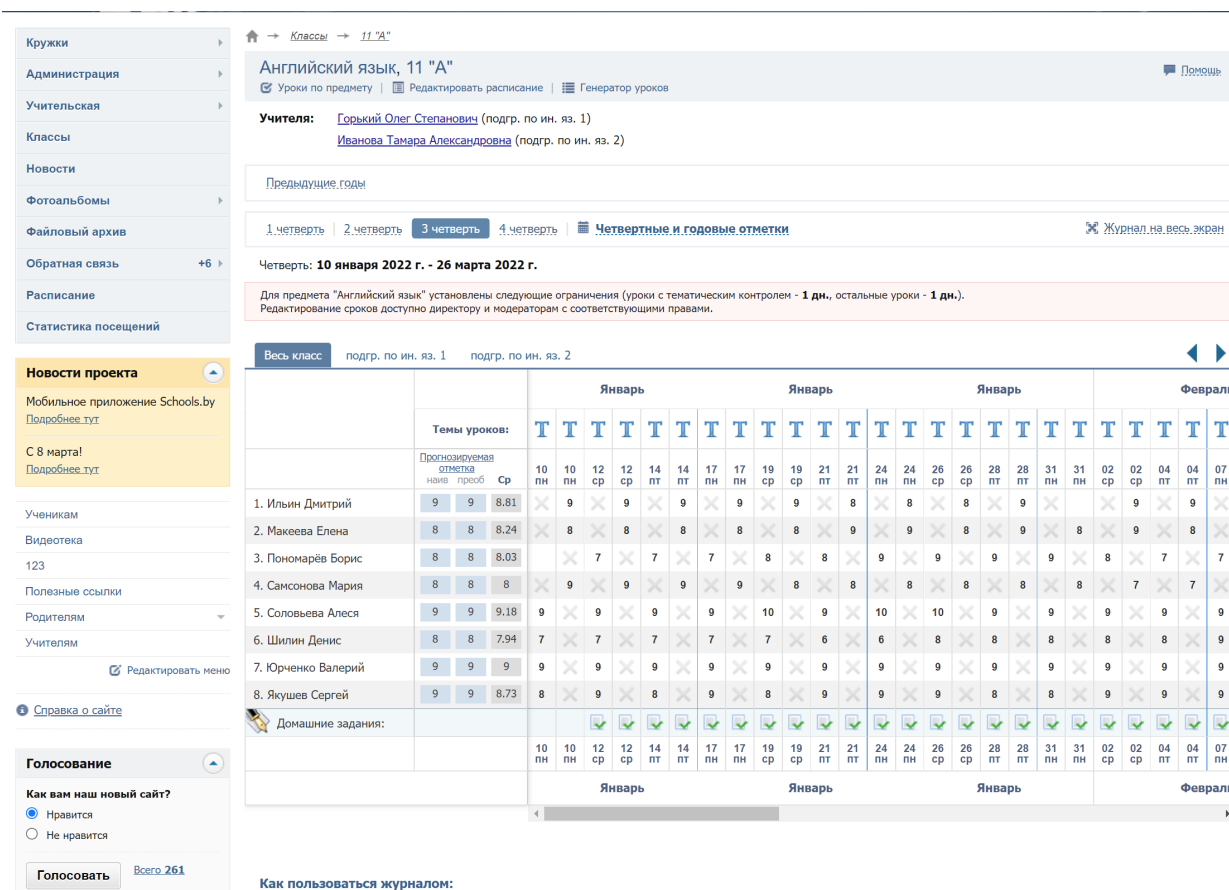 Кружки
Администрация
Учительская
Классы
Новости
Фотоальбомы
Файловый архив
Обратная связь +6
Расписание
Статистика посещений
Новости проекта
Мобильное приложение Schools.by
Подробнее тут
С 8 марта!
Подробнее тут
Ученикам
Видеотека
123
Полезные ссылки
Родителям
Учителям
Редактировать меню
Справка о сайте
Голосование
Как вам наш новый сайт?
Нравится
Не нравится
Голосовать Всего 261
→ Классы → 11 "А"
Английский язык, 11 "А"
Помощь
Уроки по предмету | Редактировать расписание | Генератор уроков
Учителя: Горький Олег Степанович (подгр. по ин. яз. 1)
Иванова Тамара Александровна (подгр. по ин. яз. 2)
Предыдущие годы
1 четверть 2 четверть 3 четверть 4 четверть Четвертные и годовые отметки Журнал на весь экран
Четверть: 10 января 2022 г. - 26 марта 2022 г.
Для предмета "Английский язык" установлены следующие ограничения (уроки с тематическим контролем - 1 дн., остальные уроки - 1 дн.).
Редактирование сроков доступно директору и модераторам с соответствующими правами.
Весь класс подгр. по ин. яз. 1 подгр. по ин. яз. 2
Январь Январь Январь Феврал
Темы уроков: T T T T T T T T T T T T T T T T T T T T T T T T T
Прогнозируемая отметка
наив преоб Ср
10 10 12 12 14 14 17 17 19 19 21 21 24 24 26 26 28 28 31 31 02 02 04 04 07
пн пн ср ср пт пт пн пн ср ср пт пт пн пн ср ср пт пт пн пн ср ср пт пт пн
1. Ильин Дмитрий 9 9 8.81 9 8 9 9 9 8 8 8 9 9 9
2. Макеева Елена 8 8 8.24 8 8 8 8 8 9 9 8 9 8 9 8
3. Пономарёв Борис 8 8 8.03 7 7 7 8 8 9 9 9 9 8 7 7
4. Самсонова Мария 8 8 8 9 9 9 9 8 8 8 8 8 8 7 7
5. Соловьева Алеся 9 9 9.18 9 9 9 9 10 9 10 10 9 9 9 9 9
6. Шилин Денис 8 8 7.94 7 7 7 7 7 6 6 8 8 8 8 8 9
7. Юрченко Валерий 9 9 9 9 9 9 9 9 9 9 9 9 9 9 9 9
8. Якушев Сергей 9 9 8.73 8 9 8 9 8 9 9 9 8 8 9 9 9
Домашние задания:
10 10 12 12 14 14 17 17 19 19 21 21 24 24 26 26 28 28 31 31 02 02 04 04 07
пн пн ср ср пт пт пн пн ср ср пт пт пн пн ср ср пт пт пн пн ср ср пт пт пн
Январь Январь Январь Феврал
Как пользоваться журналом: